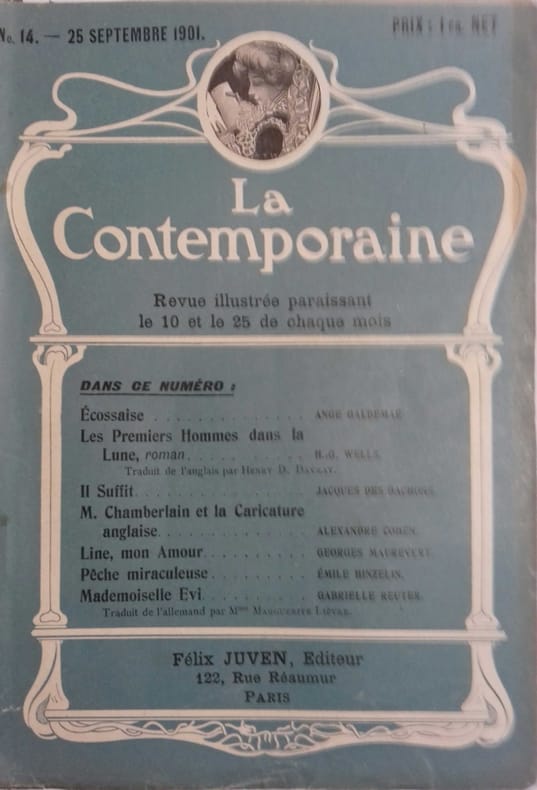 No. 14. — 25 SEPTEMBRE 1901.
PRIX : 1 FR. NET
La
Contemporaine
Revue illustrée paraissant
le 10 et le 25 de chaque mois
DANS CE NUMÉRO :
Écossaise . . . . . . . . . . . . . . ANGE GALDEMAR
Les Premiers Hommes dans la
Lune, roman. . . . . . . . . . . H.-G. WELLS.
Traduit de l'anglais par HENRY D. DAVRAY.
Il Suffit. . . . . . . . . . . . . . . JACQUES DES GACHONS.
M. Chamberlain et la Caricature
anglaise. . . . . . . . . . . . . ALEXANDRE COHEN.
Line, mon Amour. . . . . . . . . GEORGES MAUREVERT.
Pêche miraculeuse . . . . . . . . . ÉMILE HINZELIN.
Mademoiselle Evi. . . . . . . . . . GABRIELLE REUTER.
Traduit de l'allemand par Mme MARGUERITE LIÈVRE.
Félix JUVEN, Editeur
122, Rue Réaumur
PARIS